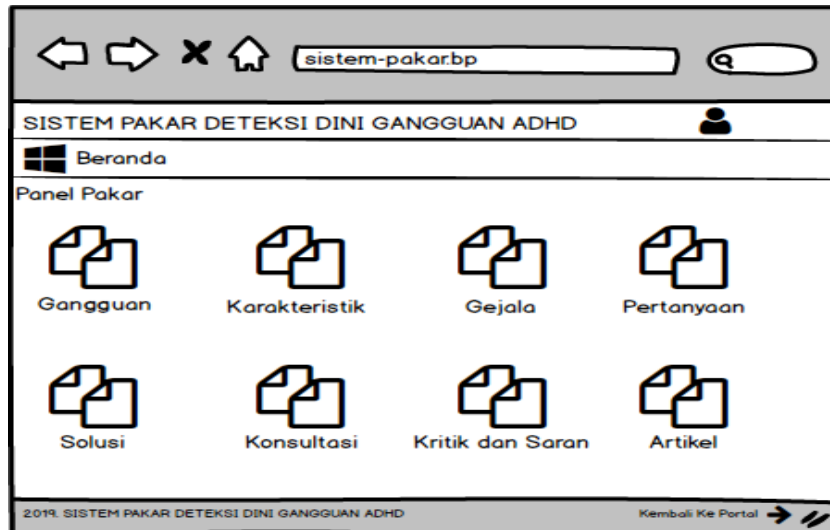 sistem-pakar.bp
SISTEM PAKAR DETEKSI DINI GANGGUAN ADHD
Beranda
Panel Pakar
Gangguan Karakteristik Gejala Pertanyaan
Solusi Konsultasi Kritik dan Saran Artikel
2019. SISTEM PAKAR DETEKSI DINI GANGGUAN ADHD Kembali Ke Portal